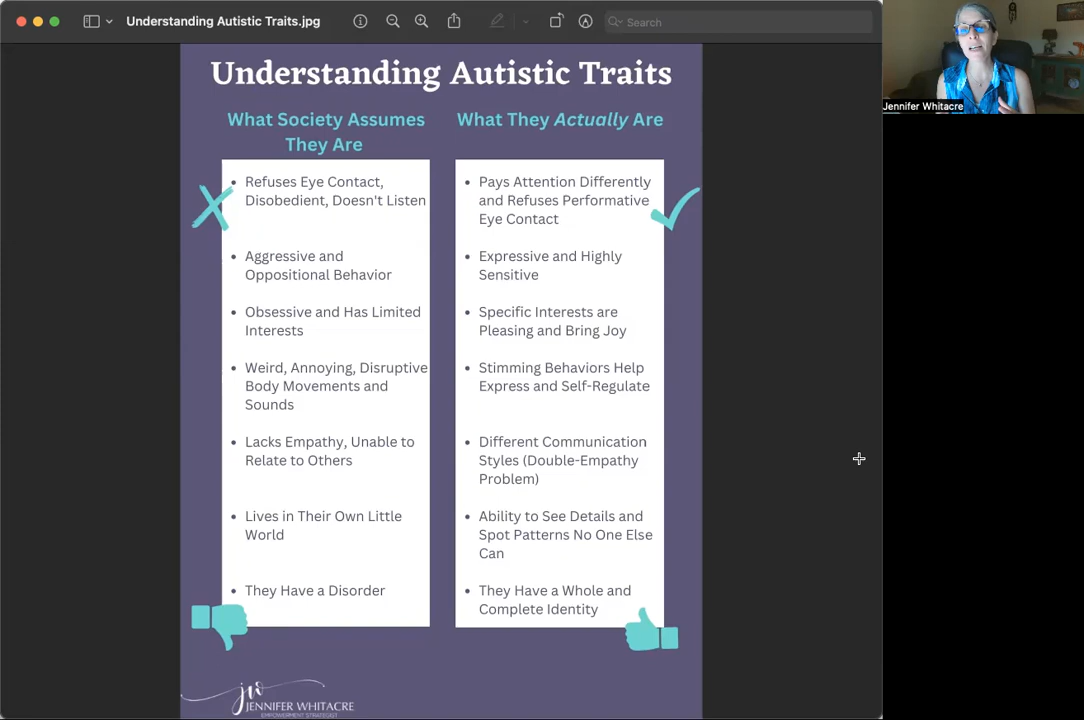 Understanding Autistic Traits.jpg
Search
Jennifer Whitacre
Understanding Autistic Traits
What Society Assumes
They Are
Refuses Eye Contact,
Disobedient, Doesn't Listen
Aggressive and
Oppositional Behavior
Obsessive and Has Limited
Interests
Weird, Annoying, Disruptive
Body Movements and
Sounds
Lacks Empathy, Unable to
Relate to Others
Lives in Their Own Little
World
They Have a Disorder
What They Actually Are
Pays Attention Differently
and Refuses Performative
Eye Contact
Expressive and Highly
Sensitive
Specific Interests are
Pleasing and Bring Joy
Stimming Behaviors Help
Express and Self-Regulate
Different Communication
Styles (Double-Empathy
Problem)
Ability to See Details and
Spot Patterns No One Else
Can
They Have a Whole and
Complete Identity
jw
JENNIFER WHITACRE
EMPOWERMENT STRATEGIST